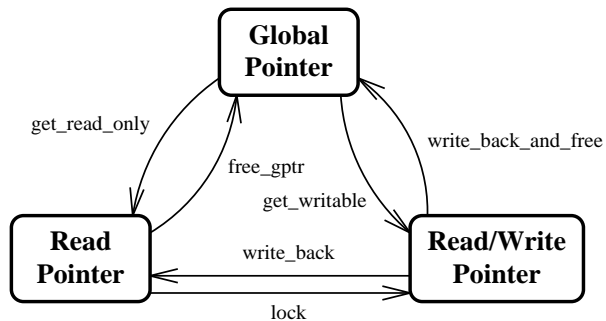 Global
Pointer
get_read_only
write_back_and_free
free_gptr
get_writable
Read
Pointer
write_back
Read/Write
Pointer
lock